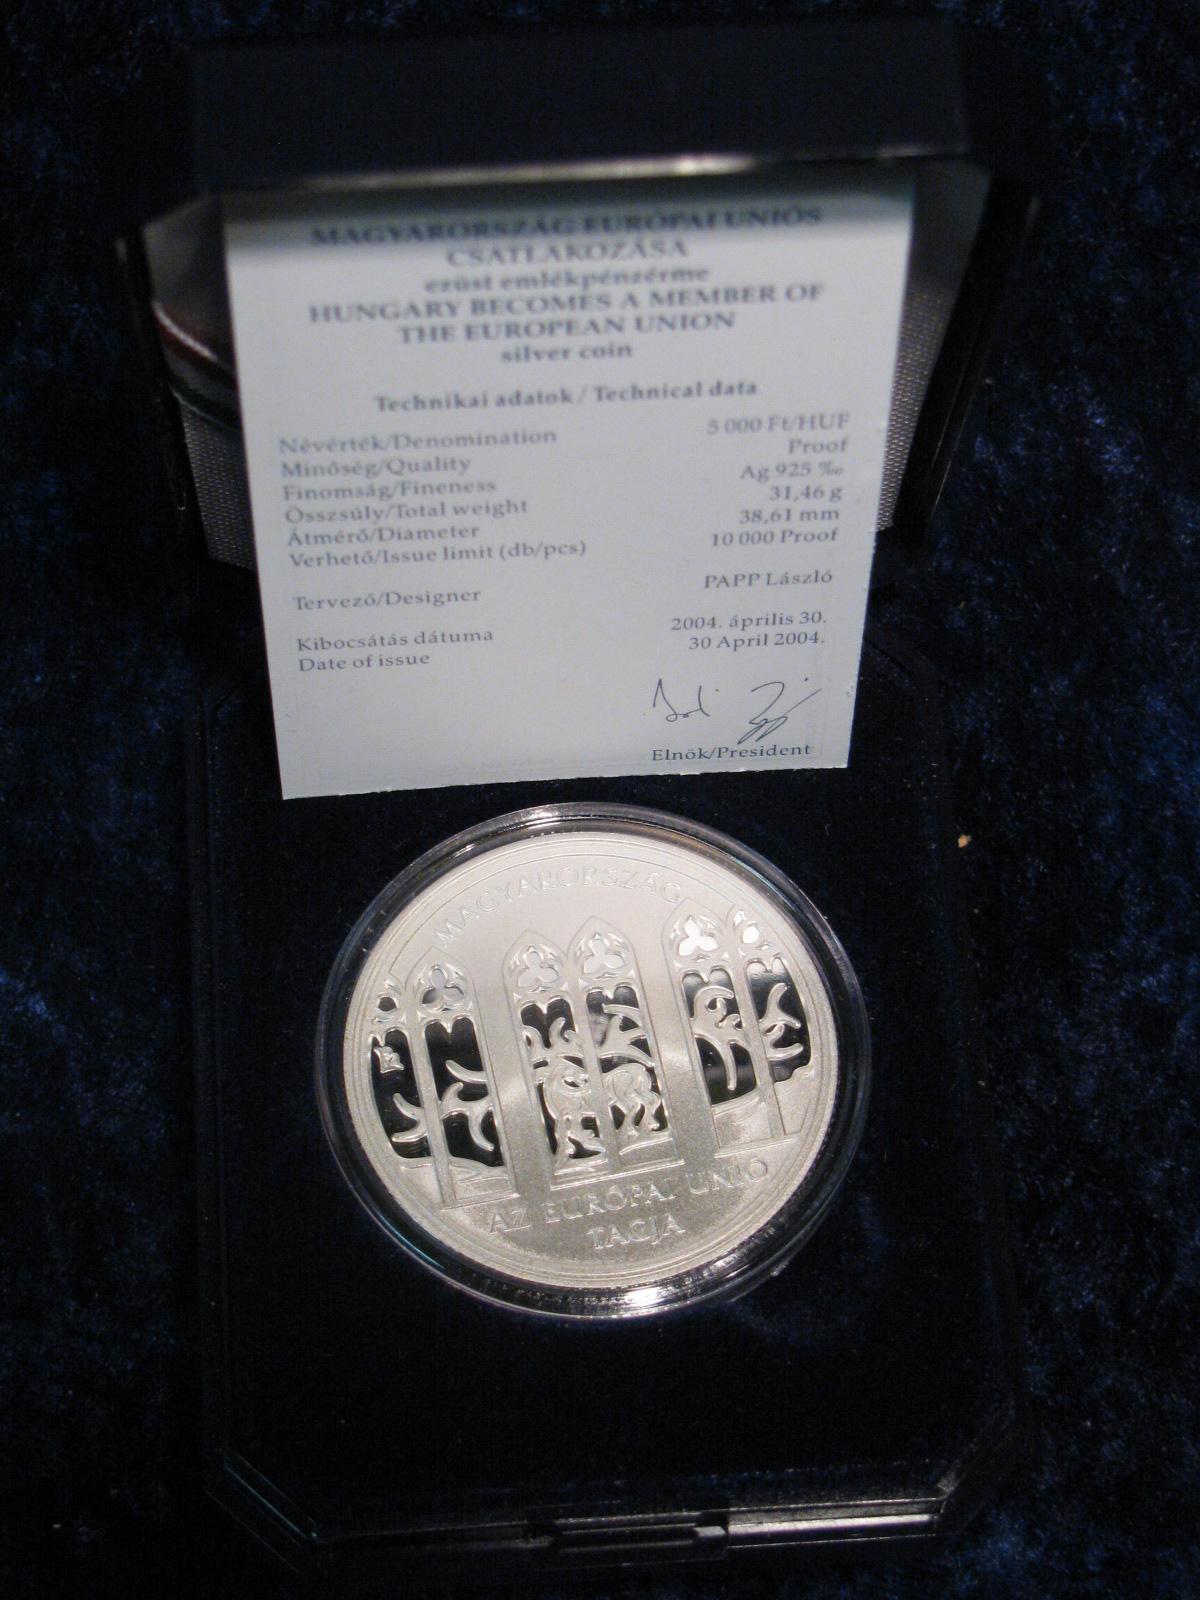 MAGYARORSZÁG EURÓPAI UNIÓS
CSATLAKOZÁSA
ezüst emlékpénzérme
HUNGARY BECOMES A MEMBER OF
THE EUROPEAN UNION
silver coin
Technikai adatok / Technical data
Névérték/Denomination 5 000 Ft/HUF
Minőség/Quality Proof
Finomság/Fineness Ag 925 ‰
Összsúly/Total weight 31,46 g
Átmérő/Diameter 38,61 mm
Verhető/Issue limit (db/pcs) 10 000 Proof
Tervező/Designer PAPP László
Kibocsátás dátuma 2004. április 30.
Date of issue 30 April 2004.
Elnök/President
MAGYARORSZÁG
AZ EURÓPAI UNIÓ
TAGJA